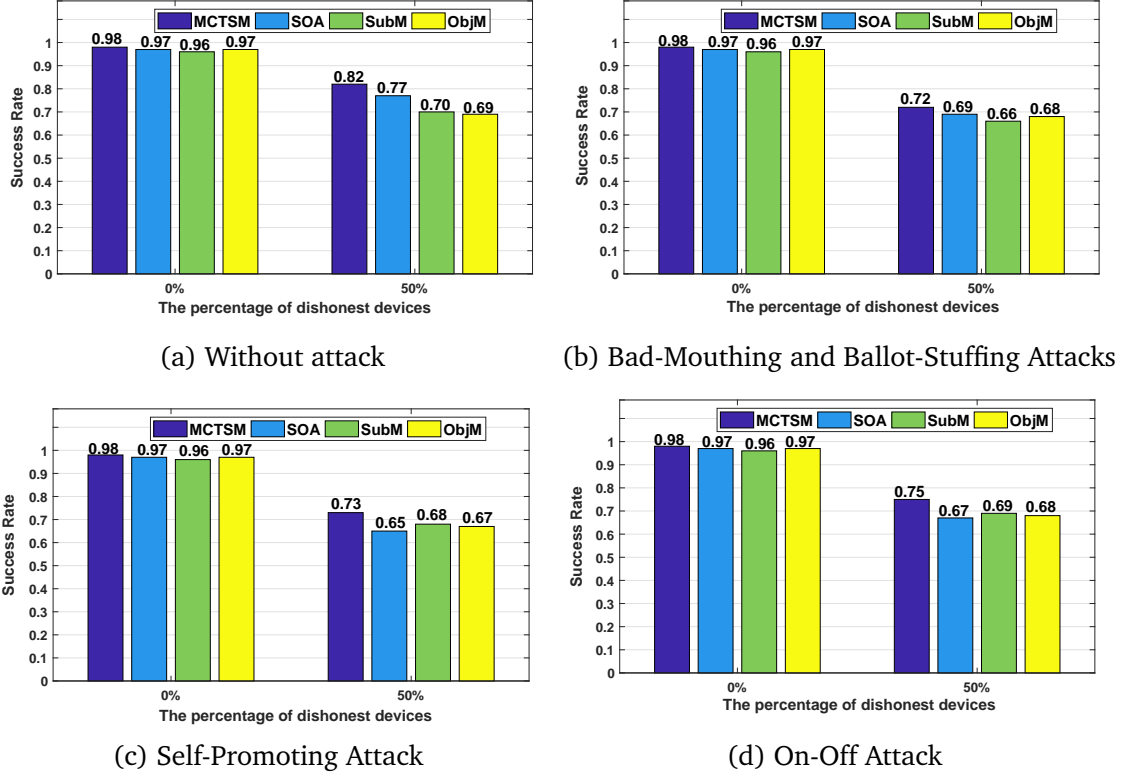 MCTSM SOA SubM ObjM
Success Rate
1
0.9
0.8
0.7
0.6
0.5
0.4
0.3
0.2
0.1
0
0.98 0.97 0.96 0.97
0.82 0.77 0.70 0.69
0% 50%
The percentage of dishonest devices
(a) Without attack
MCTSM SOA SubM ObjM
Success Rate
1
0.9
0.8
0.7
0.6
0.5
0.4
0.3
0.2
0.1
0
0.98 0.97 0.96 0.97
0.72 0.69 0.66 0.68
0% 50%
The percentage of dishonest devices
(b) Bad-Mouthing and Ballot-Stuffing Attacks
MCTSM SOA SubM ObjM
Success Rate
1
0.9
0.8
0.7
0.6
0.5
0.4
0.3
0.2
0.1
0
0.98 0.97 0.96 0.97
0.73 0.65 0.68 0.67
0% 50%
The percentage of dishonest devices
(c) Self-Promoting Attack
MCTSM SOA SubM ObjM
Success Rate
1
0.9
0.8
0.7
0.6
0.5
0.4
0.3
0.2
0.1
0
0.98 0.97 0.96 0.97
0.75 0.67 0.69 0.68
0% 50%
The percentage of dishonest devices
(d) On-Off Attack